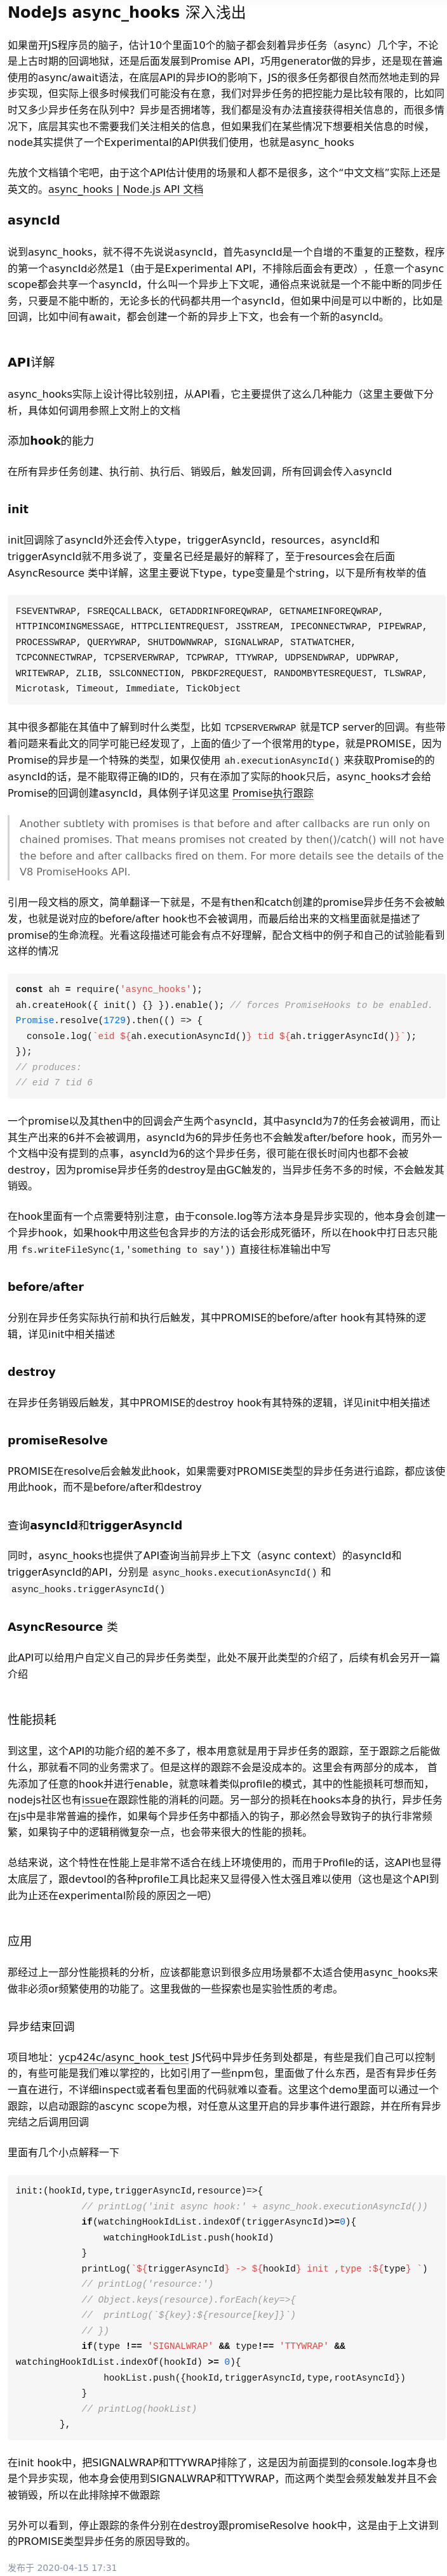 NodeJs async_hooks 深入浅出
如果凿开JS程序员的脑子，估计10个里面10个的脑子都会刻着异步任务（async）几个字，不论
是上古时期的回调地狱，还是后面发展到Promise API，巧用generator做的异步，还是现在普遍
使用的async/await语法，在底层API的异步IO的影响下，JS的很多任务都很自然而然地走到的异
步实现，但实际上很多时候我们可能没有在意，我们对异步任务的把控能力是比较有限的，比如同
时又多少异步任务在队列中？异步是否拥堵等，我们都是没有办法直接获得相关信息的，而很多情
况下，底层其实也不需要我们关注相关的信息，但如果我们在某些情况下想要相关信息的时候，
node其实提供了一个Experimental的API供我们使用，也就是async_hooks
先放个文档镇个宅吧，由于这个API估计使用的场景和人都不是很多，这个“中文文档”实际上还是
英文的。async_hooks | Node.js API 文档
asyncId
说到async_hooks，就不得不先说说asyncId，首先asyncId是一个自增的不重复的正整数，程序
的第一个asyncId必然是1（由于是Experimental API，不排除后面会有更改），任意一个async
scope都会共享一个asyncId，什么叫一个异步上下文呢，通俗点来说就是一个不能中断的同步任
务，只要是不能中断的，无论多长的代码都共用一个asyncId，但如果中间是可以中断的，比如是
回调，比如中间有await，都会创建一个新的异步上下文，也会有一个新的asyncId。
API详解
async_hooks实际上设计得比较别扭，从API看，它主要提供了这么几种能力（这里主要做下分
析，具体如何调用参照上文附上的文档
添加hook的能力
在所有异步任务创建、执行前、执行后、销毁后，触发回调，所有回调会传入asyncId
init
init回调除了asyncId外还会传入type，triggerAsyncId，resources，asyncId和
triggerAsyncId就不用多说了，变量名已经是最好的解释了，至于resources会在后面
AsyncResource 类中详解，这里主要说下type，type变量是个string，以下是所有枚举的值
FSEVENTWRAP, FSREQCALLBACK, GETADDRINFOREQWRAP, GETNAMEINFOREQWRAP,
HTTPINCOMINGMESSAGE, HTTPCLIENTREQUEST, JSSTREAM, IPECONNECTWRAP, PIPEWRAP,
PROCESSWRAP, QUERYWRAP, SHUTDOWNWRAP, SIGNALWRAP, STATWATCHER,
TCPCONNECTWRAP, TCPSERVERWRAP, TCPWRAP, TTYWRAP, UDPSENDWRAP, UDPWRAP,
WRITEWRAP, ZLIB, SSLCONNECTION, PBKDF2REQUEST, RANDOMBYTESREQUEST, TLSWRAP,
Microtask, Timeout, Immediate, TickObject
其中很多都能在其值中了解到时什么类型，比如 TCPSERVERWRAP 就是TCP server的回调。有些带
着问题来看此文的同学可能已经发现了，上面的值少了一个很常用的type，就是PROMISE，因为
Promise的异步是一个特殊的类型，如果仅使用 ah.executionAsyncId() 来获取Promise的的
asyncId的话，是不能取得正确的ID的，只有在添加了实际的hook只后，async_hooks才会给
Promise的回调创建asyncId，具体例子详见这里 Promise执行跟踪
Another subtlety with promises is that before and after callbacks are run only on
chained promises. That means promises not created by then()/catch() will not have
the before and after callbacks fired on them. For more details see the details of the
V8 PromiseHooks API.
引用一段文档的原文，简单翻译一下就是，不是有then和catch创建的promise异步任务不会被触
发，也就是说对应的before/after hook也不会被调用，而最后给出来的文档里面就是描述了
promise的生命流程。光看这段描述可能会有点不好理解，配合文档中的例子和自己的试验能看到
这样的情况
const ah = require('async_hooks');
ah.createHook({ init() {} }).enable(); // forces PromiseHooks to be enabled.
Promise.resolve(1729).then(() => {
console.log(`eid ${ah.executionAsyncId()} tid ${ah.triggerAsyncId()}`);
});
// produces:
// eid 7 tid 6
一个promise以及其then中的回调会产生两个asyncId，其中asyncId为7的任务会被调用，而让
其生产出来的6并不会被调用，asyncId为6的异步任务也不会触发after/before hook，而另外一
个文档中没有提到的点事，asyncId为6的这个异步任务，很可能在很长时间内也都不会被
destroy，因为promise异步任务的destroy是由GC触发的，当异步任务不多的时候，不会触发其
销毁。
在hook里面有一个点需要特别注意，由于console.log等方法本身是异步实现的，他本身会创建一
个异步hook，如果hook中用这些包含异步的方法的话会形成死循环，所以在hook中打日志只能
用 fs.writeFileSync(1,'something to say')) 直接往标准输出中写
before/after
分别在异步任务实际执行前和执行后触发，其中PROMISE的before/after hook有其特殊的逻
辑，详见init中相关描述
destroy
在异步任务销毁后触发，其中PROMISE的destroy hook有其特殊的逻辑，详见init中相关描述
promiseResolve
PROMISE在resolve后会触发此hook，如果需要对PROMISE类型的异步任务进行追踪，都应该使
用此hook，而不是before/after和destroy
查询asyncId和triggerAsyncId
同时，async_hooks也提供了API查询当前异步上下文（async context）的asyncId和
triggerAsyncId的API，分别是 async_hooks.executionAsyncId() 和
async_hooks.triggerAsyncId()
AsyncResource 类
此API可以给用户自定义自己的异步任务类型，此处不展开此类型的介绍了，后续有机会另开一篇
介绍
性能损耗
到这里，这个API的功能介绍的差不多了，根本用意就是用于异步任务的跟踪，至于跟踪之后能做
什么，那就看不同的业务需求了。但是这样的跟踪不会是没成本的。这里会有两部分的成本， 首
先添加了任意的hook并进行enable，就意味着类似profile的模式，其中的性能损耗可想而知，
nodejs社区也有issue在跟踪性能的消耗的问题。另一部分的损耗在hooks本身的执行，异步任务
在js中是非常普遍的操作，如果每个异步任务中都插入的钩子，那必然会导致钩子的执行非常频
繁，如果钩子中的逻辑稍微复杂一点，也会带来很大的性能的损耗。
总结来说，这个特性在性能上是非常不适合在线上环境使用的，而用于Profile的话，这API也显得
太底层了，跟devtool的各种profile工具比起来又显得侵入性太强且难以使用（这也是这个API到
此为止还在experimental阶段的原因之一吧）
应用
那经过上一部分性能损耗的分析，应该都能意识到很多应用场景都不太适合使用async_hooks来
做非必须or频繁使用的功能了。这里我做的一些探索也是实验性质的考虑。
异步结束回调
项目地址：ycp424c/async_hook_test JS代码中异步任务到处都是，有些是我们自己可以控制
的，有些可能是我们难以掌控的，比如引用了一些npm包，里面做了什么东西，是否有异步任务
一直在进行，不详细inspect或者看包里面的代码就难以查看。这里这个demo里面可以通过一个
跟踪，以启动跟踪的ascync scope为根，对任意从这里开启的异步事件进行跟踪，并在所有异步
完结之后调用回调
里面有几个小点解释一下
init:(hookId,type,triggerAsyncId,resource)=>{
// printLog('init async hook:' + async_hook.executionAsyncId())
if(watchingHookIdList.indexOf(triggerAsyncId)>=0){
watchingHookIdList.push(hookId)
}
printLog(`${triggerAsyncId} -> ${hookId} init ,type :${type} `)
// printLog('resource:')
// Object.keys(resource).forEach(key=>{
//  printLog(`${key}:${resource[key]}`)
// })
if(type !== 'SIGNALWRAP' && type!== 'TTYWRAP' &&
watchingHookIdList.indexOf(hookId) >= 0){
hookList.push({hookId,triggerAsyncId,type,rootAsyncId})
}
// printLog(hookList)
},
在init hook中，把SIGNALWRAP和TTYWRAP排除了，这是因为前面提到的console.log本身也
是个异步实现，他本身会使用到SIGNALWRAP和TTYWRAP，而这两个类型会频发触发并且不会
被销毁，所以在此排除掉不做跟踪
另外可以看到，停止跟踪的条件分别在destroy跟promiseResolve hook中，这是由于上文讲到
的PROMISE类型异步任务的原因导致的。
发布于 2020-04-15 17:31